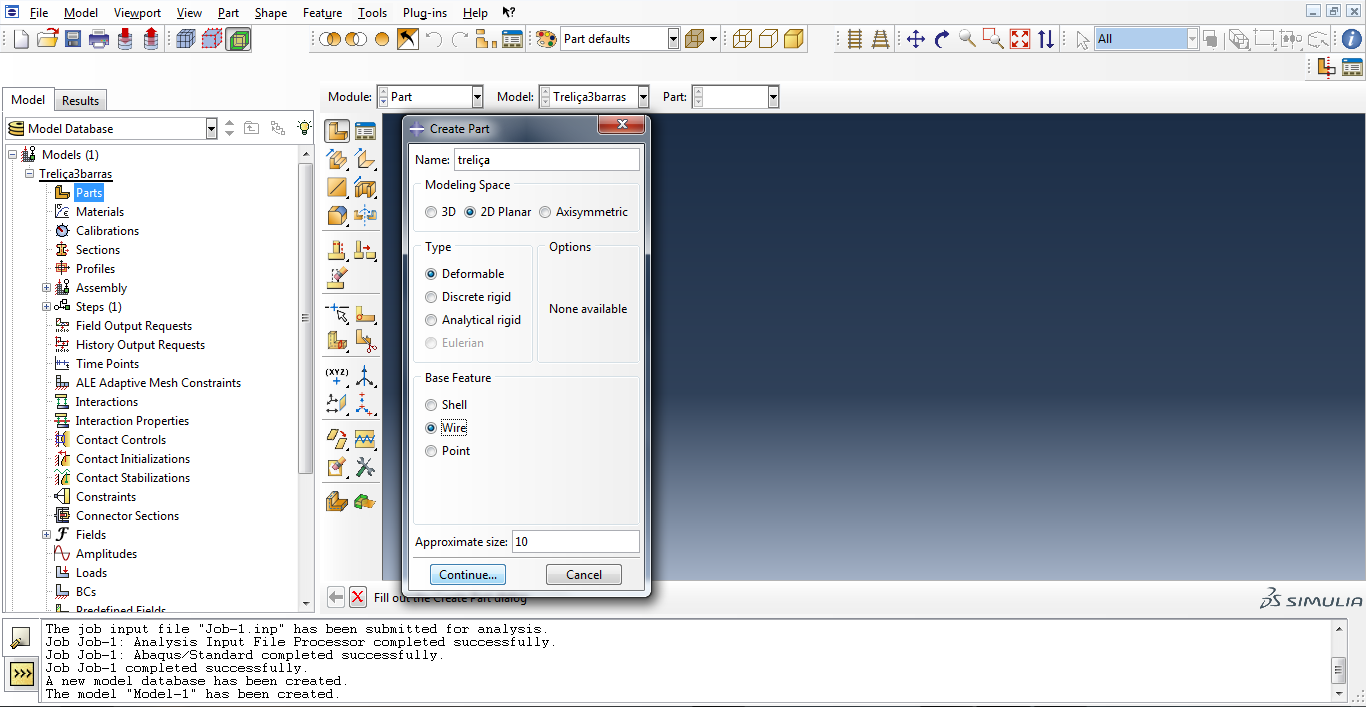 File Model Viewport View Part Shape Feature Tools Plug-ins Help
Part defaults
All
Model Results
Module: Part Model: Treliça3barras Part:
Model Database
Models (1)
Treliça3barras
Parts
Materials
Calibrations
Sections
Profiles
Assembly
Steps (1)
Field Output Requests
History Output Requests
Time Points
ALE Adaptive Mesh Constraints
Interactions
Interaction Properties
Contact Controls
Contact Initializations
Contact Stabilizations
Constraints
Connector Sections
Fields
Amplitudes
Loads
BCs
Predefined Fields
(XYZ)
Create Part
Name: treliça
Modeling Space
3D 2D Planar Axisymmetric
Type
Deformable
Discrete rigid
Analytical rigid
Eulerian
Options
None available
Base Feature
Shell
Wire
Point
Approximate size: 10
Continue... Cancel
Fill out the Create Part dialog
SIMULIA
The job input file "Job-1.inp" has been submitted for analysis.
Job Job-1: Analysis Input File Processor completed successfully.
Job Job-1: Abaqus/Standard completed successfully.
Job Job-1 completed successfully.
A new model database has been created.
The model "Model-1" has been created.